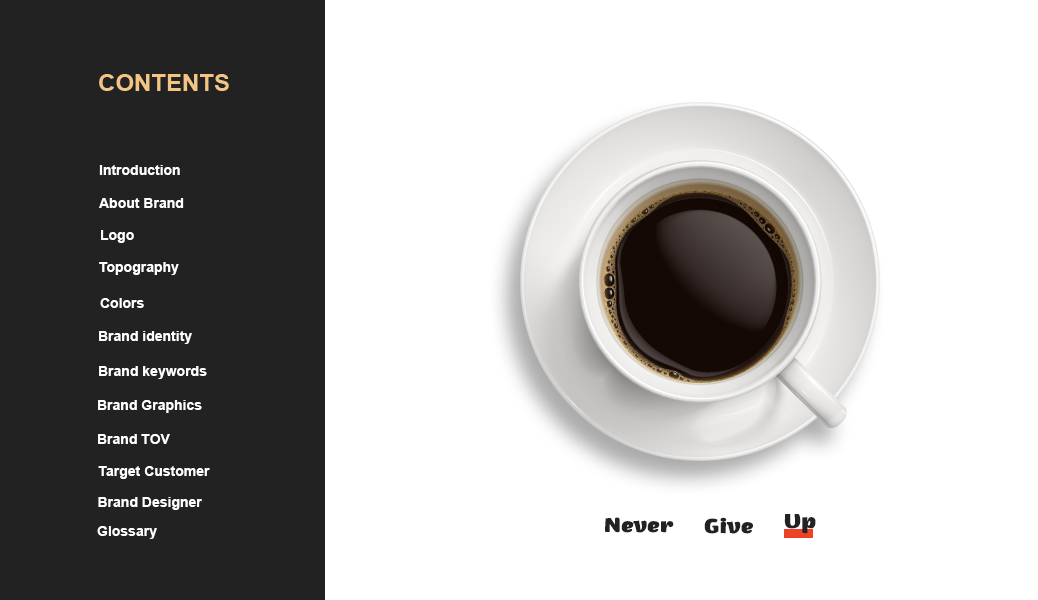 CONTENTS
Introduction
About Brand
Logo
Topography
Colors
Brand identity
Brand keywords
Brand Graphics
Brand TOV
Target Customer
Brand Designer
Glossary
Never Give Up